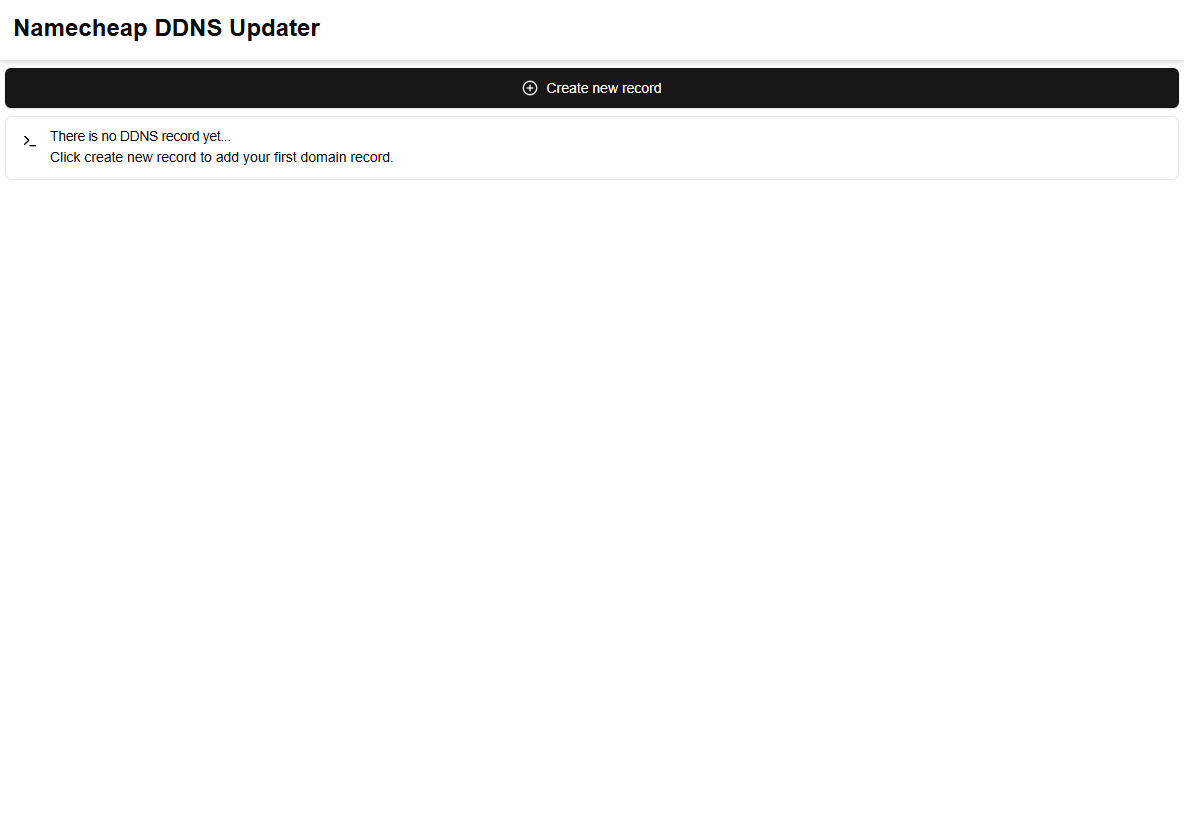 Namecheap DDNS Updater
Create new record
There is no DDNS record yet...
Click create new record to add your first domain record.